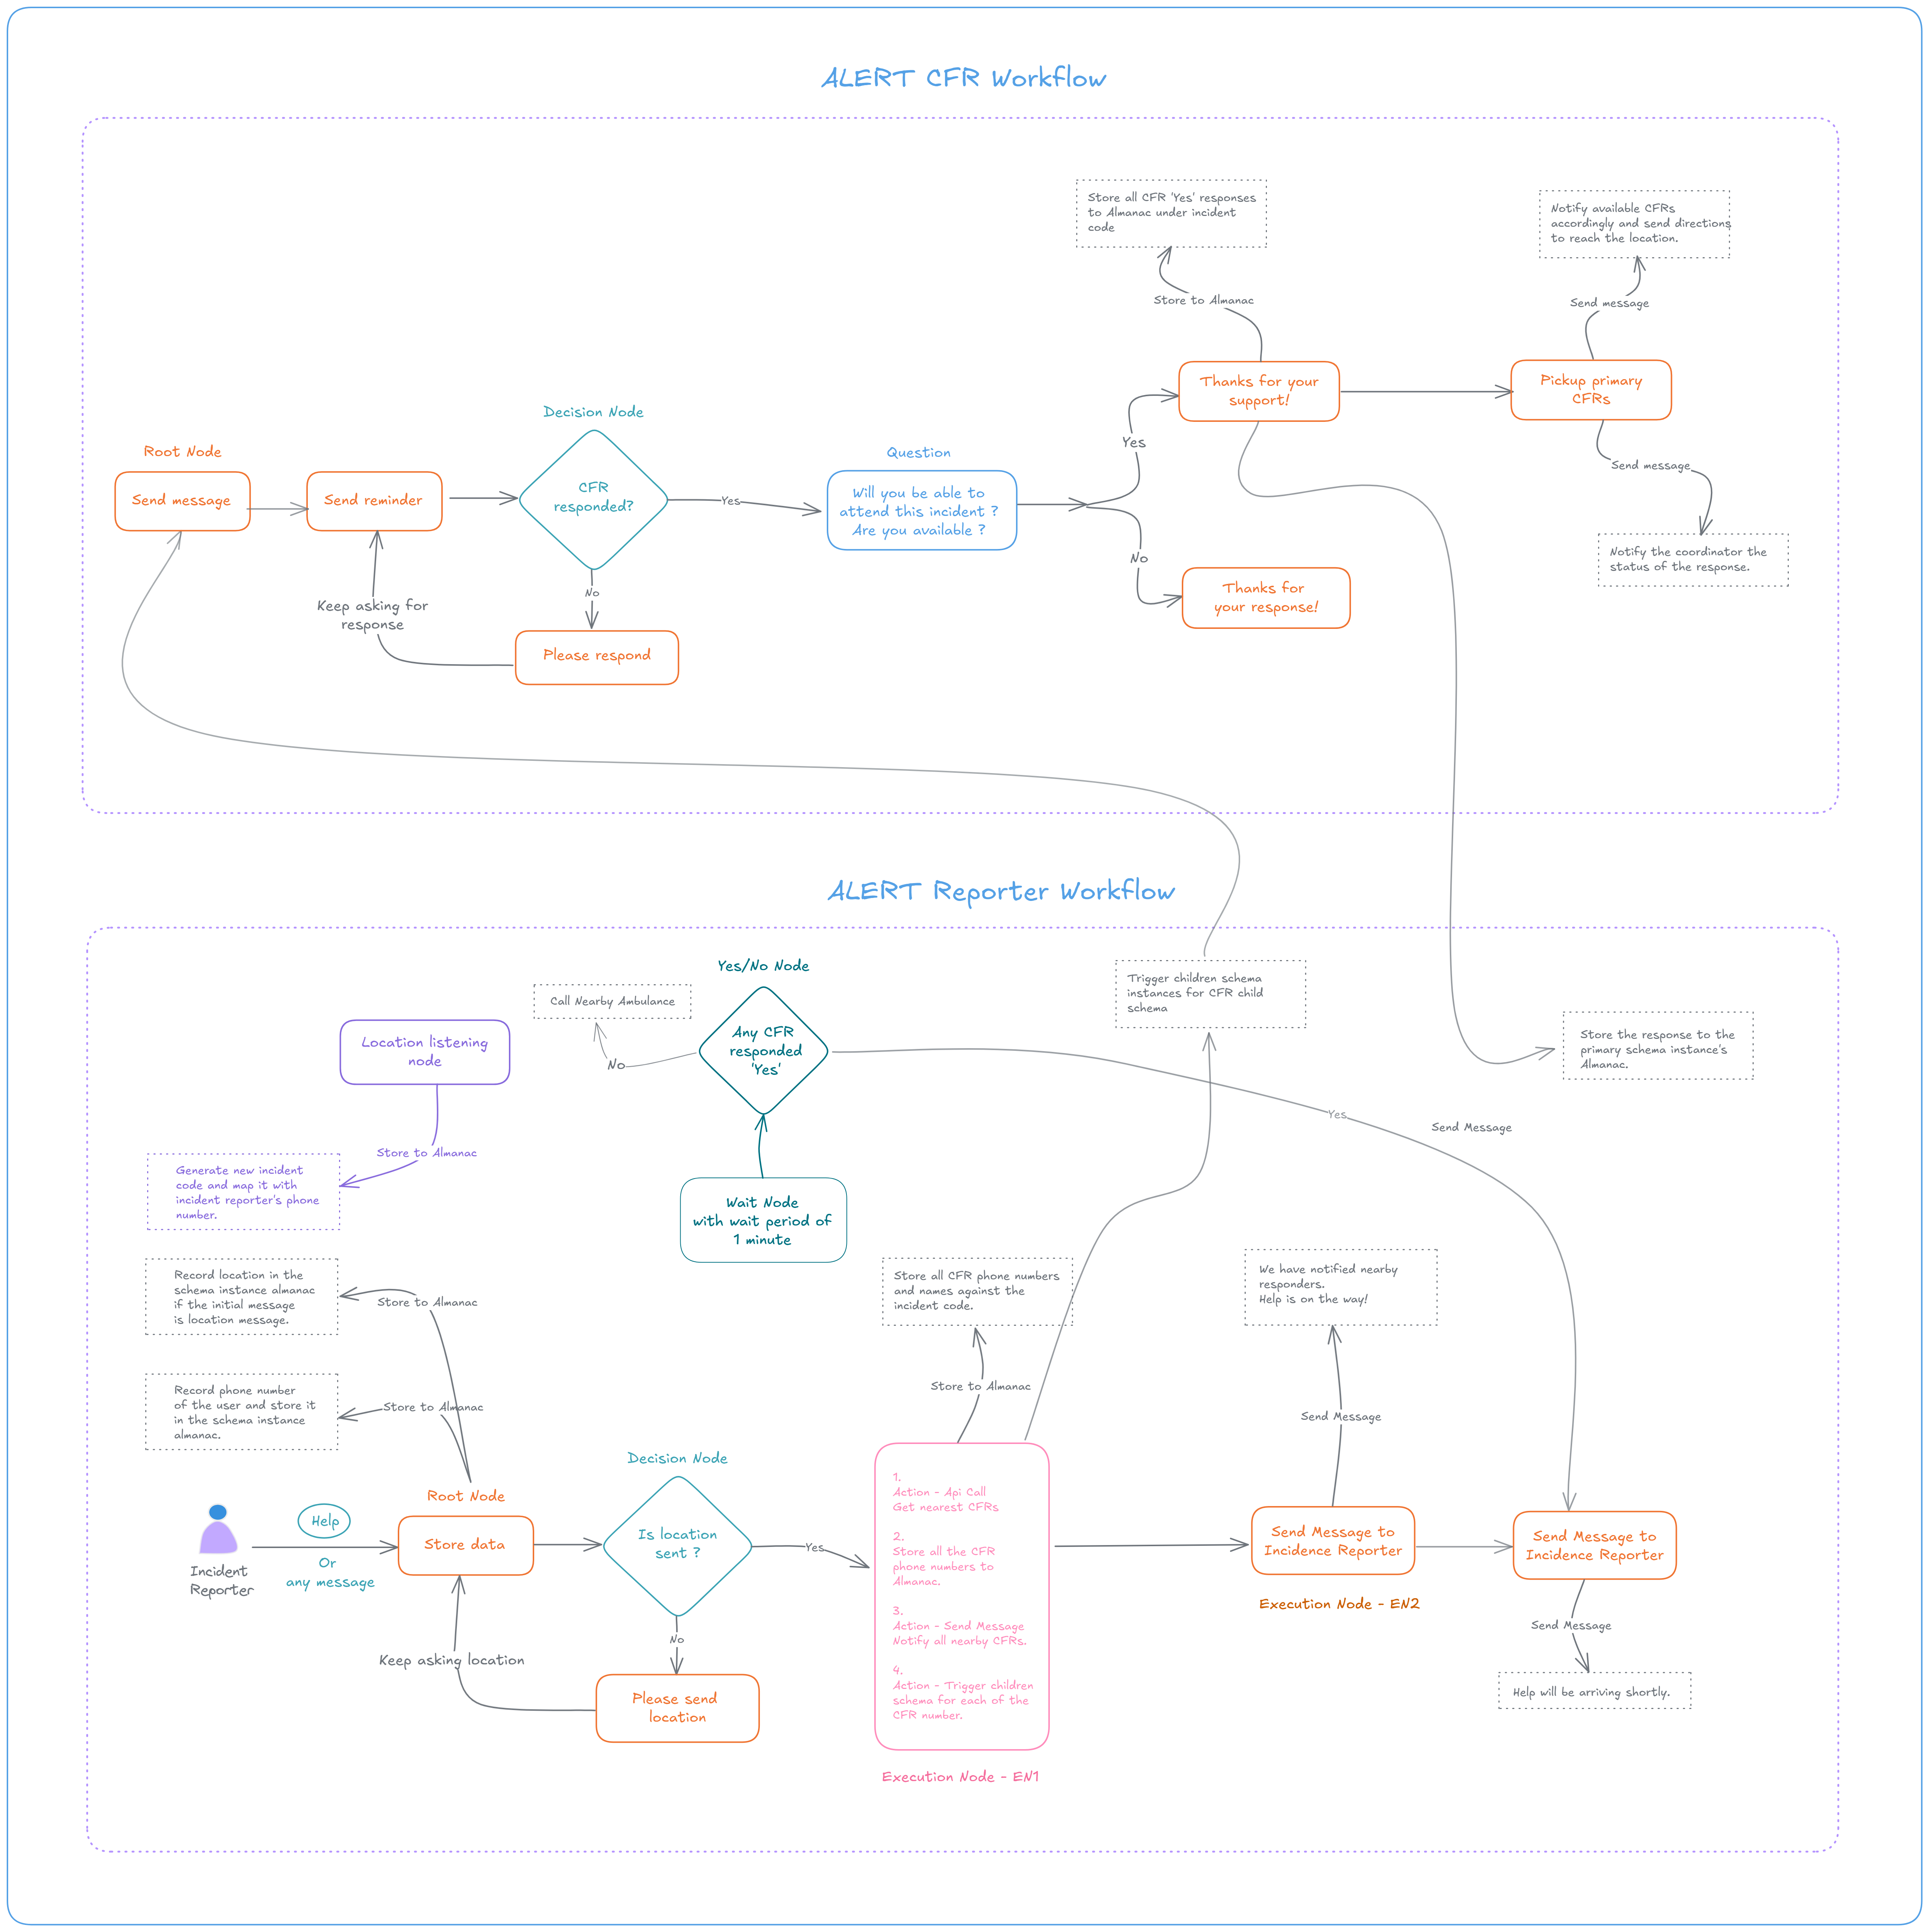 ALERT CFR Workflow
Store all CFR 'Yes' responses
to Almanac under incident
code
Notify available CFRs
accordingly and send directions
to reach the location.
Store to Almanac
Send message
Thanks for your
support!
Pickup primary
CFRs
Decision Node
Root Node
Question
Yes
Send message
Send message
Send reminder
CFR
responded?
Yes
Will you be able to
attend this incident ?
Are you available ?
No
Notify the coordinator the
status of the response.
No
Thanks for
your response!
Keep asking for
response
Please respond
ALERT Reporter Workflow
Yes/No Node
Call Nearby Ambulance
Trigger children schema
instances for CFR child
schema
Location listening
node
Any CFR
responded
'Yes'
No
Store the response to the
primary schema instance's
Almanac.
Yes
Send Message
Store to Almanac
Generate new incident
code and map it with
incident reporter's phone
number.
Wait Node
with wait period of
1 minute
Record location in the
schema instance almanac
if the initial message
is location message.
Store to Almanac
Store all CFR phone numbers
and names against the
incident code.
We have notified nearby
responders.
Help is on the way!
Record phone number
of the user and store it
in the schema instance
almanac.
Store to Almanac
Store to Almanac
Send Message
Decision Node
Root Node
Help
Or
any message
Incident
Reporter
Store data
Is location
sent ?
Yes
1.
Action - Api Call
Get nearest CFRs
2.
Store all the CFR
phone numbers to
Almanac.
3.
Action - Send Message
Notify all nearby CFRs.
4.
Action - Trigger children
schema for each of the
CFR number.
Send Message to
Incidence Reporter
Send Message to
Incidence Reporter
Execution Node - EN2
Send Message
No
Keep asking location
Please send
location
Help will be arriving shortly.
Execution Node - EN1